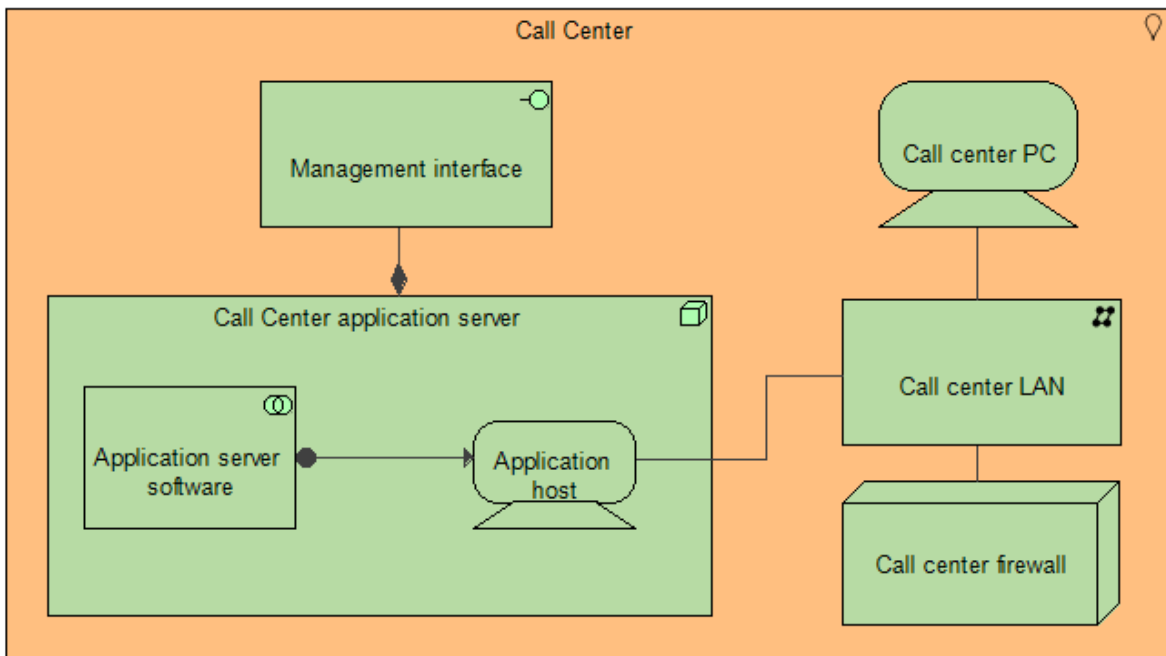 Call Center
Management interface
Call center PC
Call Center application server
Call center LAN
Application server
software
Application
host
Call center firewall